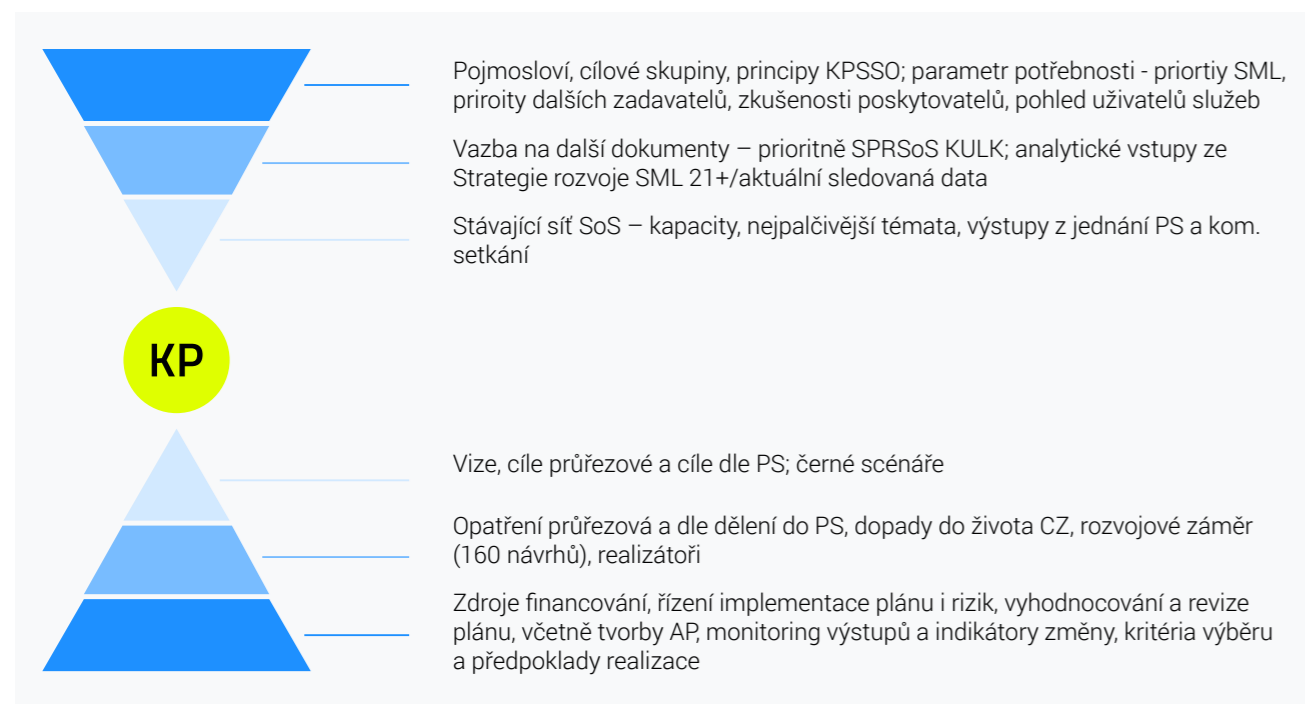 Pojmosloví, cílové skupiny, principy KPSSO; parametr potřebnosti - priortiy SML,
priroity dalších zadavatelů, zkušenosti poskytovatelů, pohled uživatelů služeb
Vazba na další dokumenty – prioritně SPRSoS KULK; analytické vstupy ze
Strategie rozvoje SML 21+/aktuální sledovaná data
Stávající síť SoS – kapacity, nejpalčivější témata, výstupy z jednání PS a kom.
setkání
KP
Vize, cíle průřezové a cíle dle PS; černé scénáře
Opatření průřezová a dle dělení do PS, dopady do života CZ, rozvojové záměr
(160 návrhů), realizátoři
Zdroje financování, řízení implementace plánu i rizik, vyhodnocování a revize
plánu, včetně tvorby AP, monitoring výstupů a indikátory změny, kritéria výběru
a předpoklady realizace